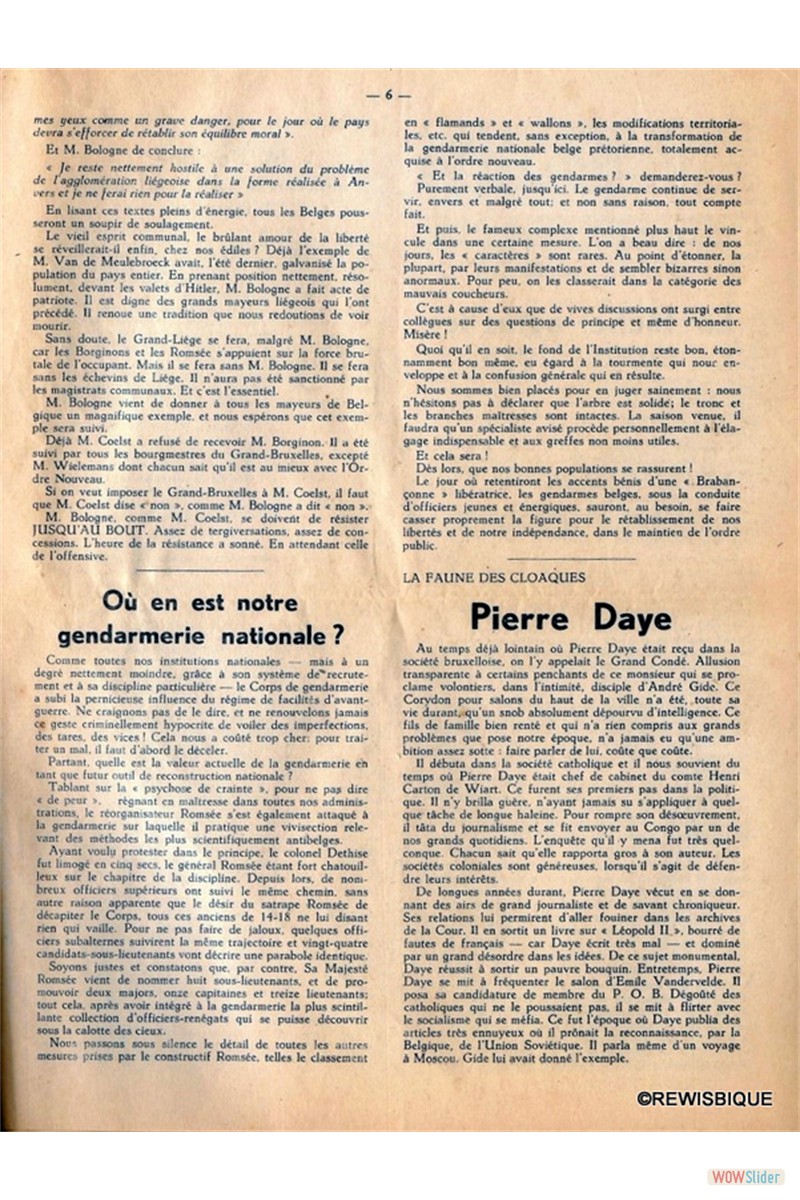 — 6 —
mes yeux comme un grave danger, pour le jour où le pays
devra s'efforcer de rétablir son équilibre moral ».
Et M. Bologne de conclure :
« Je reste nettement hostile à une solution du problème
de l'agglomération liégeoise dans la forme réalisée à An-
vers et je ne ferai rien pour la réaliser »
En lisant ces textes pleins d'énergie, tous les Belges pous-
seront un soupir de soulagement.
Le vieil esprit communal, le brûlant amour de la liberté
se réveillerait-il enfin, chez nos édiles ? Déjà l'exemple de
M. Van de Meulebroeck avait, l'été dernier, galvanisé la po-
pulation du pays entier. En prenant position nettement, réso-
lument, devant les valets d'Hitler, M. Bologne a fait acte de
patriote. Il est digne des grands mayeurs liégeois qui l'ont
précédé. Il renoue une tradition que nous redoutions de voir
mourir.
Sans doute, le Grand-Liège se fera, malgré M. Bologne,
car les Borginons et les Romsée s'appuient sur la force bru-
tale de l'occupant. Mais il se fera sans M. Bologne. Il se fera
sans les échevins de Liège. Il n'aura pas été sanctionné par
les magistrats communaux. Et c'est l'essentiel.
M. Bologne vient de donner à tous les mayeurs de Bel-
gique un magnifique exemple, et nous espérons que cet exem-
ple sera suivi.
Déjà M. Coelst a refusé de recevoir M. Borginon. Il a été
suivi par tous les bourgmestres du Grand-Bruxelles, excepté
M. Wielemans dont chacun sait qu'il est au mieux avec l'Or-
dre Nouveau.
Si on veut imposer le Grand-Bruxelles à M. Coelst, il faut
que M. Coelst dise « non », comme M. Bologne a dit « non ».
M. Bologne, comme M. Coelst, se doivent de résister
JUSQU'AU BOUT. Assez de tergiversations, assez de con-
cessions. L'heure de la résistance a sonné. En attendant celle
de l'offensive.
Où en est notre
gendarmerie nationale ?
Comme toutes nos institutions nationales — mais à un
degré nettement moindre, grâce à son système de recrute-
ment et à sa discipline particulière — le Corps de gendarmerie
a subi la pernicieuse influence du régime de facilités d'avant-
guerre. Ne craignons pas de le dire, et ne renouvelons jamais
ce geste criminellement hypocrite de voiler des imperfections,
des tares, des vices ! Cela nous a coûté trop cher; pour trai-
ter un mal, il faut d'abord le déceler.
Partant, quelle est la valeur actuelle de la gendarmerie en
tant que futur outil de reconstruction nationale ?
Tablant sur la « psychose de crainte », pour ne pas dire
« de peur », régnant en maîtresse dans toutes nos adminis-
trations, le réorganisateur Romsée s'est également attaqué à
la gendarmerie sur laquelle il pratique une vivisection rele-
vant des méthodes les plus scientifiquement antibelges.
Ayant voulu protester dans le principe, le colonel Dethise
fut limogé en cinq secs, le général Romsée étant fort chatouil-
leux sur le chapitre de la discipline. Depuis lors, de nom-
breux officiers supérieurs ont suivi le même chemin, sans
autre raison apparente que le désir du satrape Romsée de
décapiter le Corps, tous ces anciens de 14-18 ne lui disant
rien qui vaille. Pour ne pas faire de jaloux, quelques offi-
ciers subalternes suivirent la même trajectoire et vingt-quatre
candidats-sous-lieutenants vont décrire une parabole identique.
Soyons justes et constatons que, par contre, Sa Majesté
Romsée vient de nommer huit sous-lieutenants, et de pro-
mouvoir deux majors, onze capitaines et treize lieutenants;
tout cela, après avoir intégré à la gendarmerie la plus scintil-
lante collection d'officiers-renégats qui se puisse découvrir
sous la calotte des cieux.
Nous passons sous silence le détail de toutes les autres
mesures prises par le constructif Romsée, telles le classement
en « flamands » et « wallons », les modifications territoria-
les, etc. qui tendent, sans exception, à la transformation de
la gendarmerie nationale belge prétorienne, totalement ac-
quise à l'ordre nouveau.
« Et la réaction des gendarmes ? » demanderez-vous ?
Purement verbale, jusqu'ici. Le gendarme continue de ser-
vir, envers et malgré tout; et non sans raison, tout compte
fait.
Et puis, le fameux complexe mentionné plus haut le vin-
cule dans une certaine mesure. L'on a beau dire : de nos
jours, les « caractères » sont rares. Au point d'étonner, la
plupart, par leurs manifestations et de sembler bizarres sinon
anormaux. Pour peu, on les classerait dans la catégorie des
mauvais coucheurs.
C'est à cause d'eux que de vives discussions ont surgi entre
collègues sur des questions de principe et même d'honneur.
Misère !
Quoi qu'il en soit, le fond de l'Institution reste bon, éton-
namment bon même, eu égard à la tourmente qui nous en-
veloppe et à la confusion générale qui en résulte.
Nous sommes bien placés pour en juger sainement : nous
n'hésitons pas à déclarer que l'arbre est solide; le tronc et
les branches maîtresses sont intactes. La saison venue, il
faudra qu'un spécialiste avisé procède personnellement à l'éla-
gage indispensable et aux greffes non moins utiles.
Et cela sera !
Dès lors, que nos bonnes populations se rassurent !
Le jour où retentiront les accents bénis d'une « Braban-
çonne » libératrice, les gendarmes belges, sous la conduite
d'officiers jeunes et énergiques, sauront, au besoin, se faire
casser proprement la figure pour le rétablissement de nos
libertés et de notre indépendance, dans le maintien de l'ordre
public.
LA FAUNE DES CLOAQUES
Pierre Daye
Au temps déjà lointain où Pierre Daye était reçu dans la
société bruxelloise, on l'y appelait le Grand Condé. Allusion
transparente à certains penchants de ce monsieur qui se pro-
clame volontiers, dans l'intimité, disciple d'André Gide. Ce
Corydon pour salons du haut de la ville n'a été, toute sa
vie durant, qu'un snob absolument dépourvu d'intelligence. Ce
fils de famille bien renté et qui n'a rien compris aux grands
problèmes que pose notre époque, n'a jamais eu qu'une am-
bition assez sotte : faire parler de lui, coûte que coûte.
Il débuta dans la société catholique et il nous souvient du
temps où Pierre Daye était chef de cabinet du comte Henri
Carton de Wiart. Ce furent ses premiers pas dans la politi-
que. Il n'y brilla guère, n'ayant jamais su s'appliquer à quel-
que tâche de longue haleine. Pour rompre son désœuvrement,
il tâta du journalisme et se fit envoyer au Congo par un de
nos grands quotidiens. L'enquête qu'il y mena fut très quel-
conque. Chacun sait qu'elle rapporta gros à son auteur. Les
sociétés coloniales sont généreuses, lorsqu'il s'agit de défen-
dre leurs intérêts.
De longues années durant, Pierre Daye vécut en se don-
nant des airs de grand journaliste et de savant chroniqueur.
Ses relations lui permirent d'aller fouiner dans les archives
de la Cour. Il en sortit un livre sur « Léopold II », bourré de
fautes de français — car Daye écrit très mal — et dominé
par un grand désordre dans les idées. De ce sujet monumental,
Daye réussit à sortir un pauvre bouquin. Entretemps, Pierre
Daye se mit à fréquenter le salon d'Emile Vandervelde. Il
posa sa candidature de membre du P. O. B. Dégoûté des
catholiques qui ne le poussaient pas, il se mit à flirter avec
le socialisme qui se méfia. Ce fut l'époque où Daye publia des
articles très ennuyeux où il prônait la reconnaissance, par la
Belgique, de l'Union Soviétique. Il parla même d'un voyage
à Moscou. Gide lui avait donné l'exemple.
©REWISBIQUE
WOWSlider